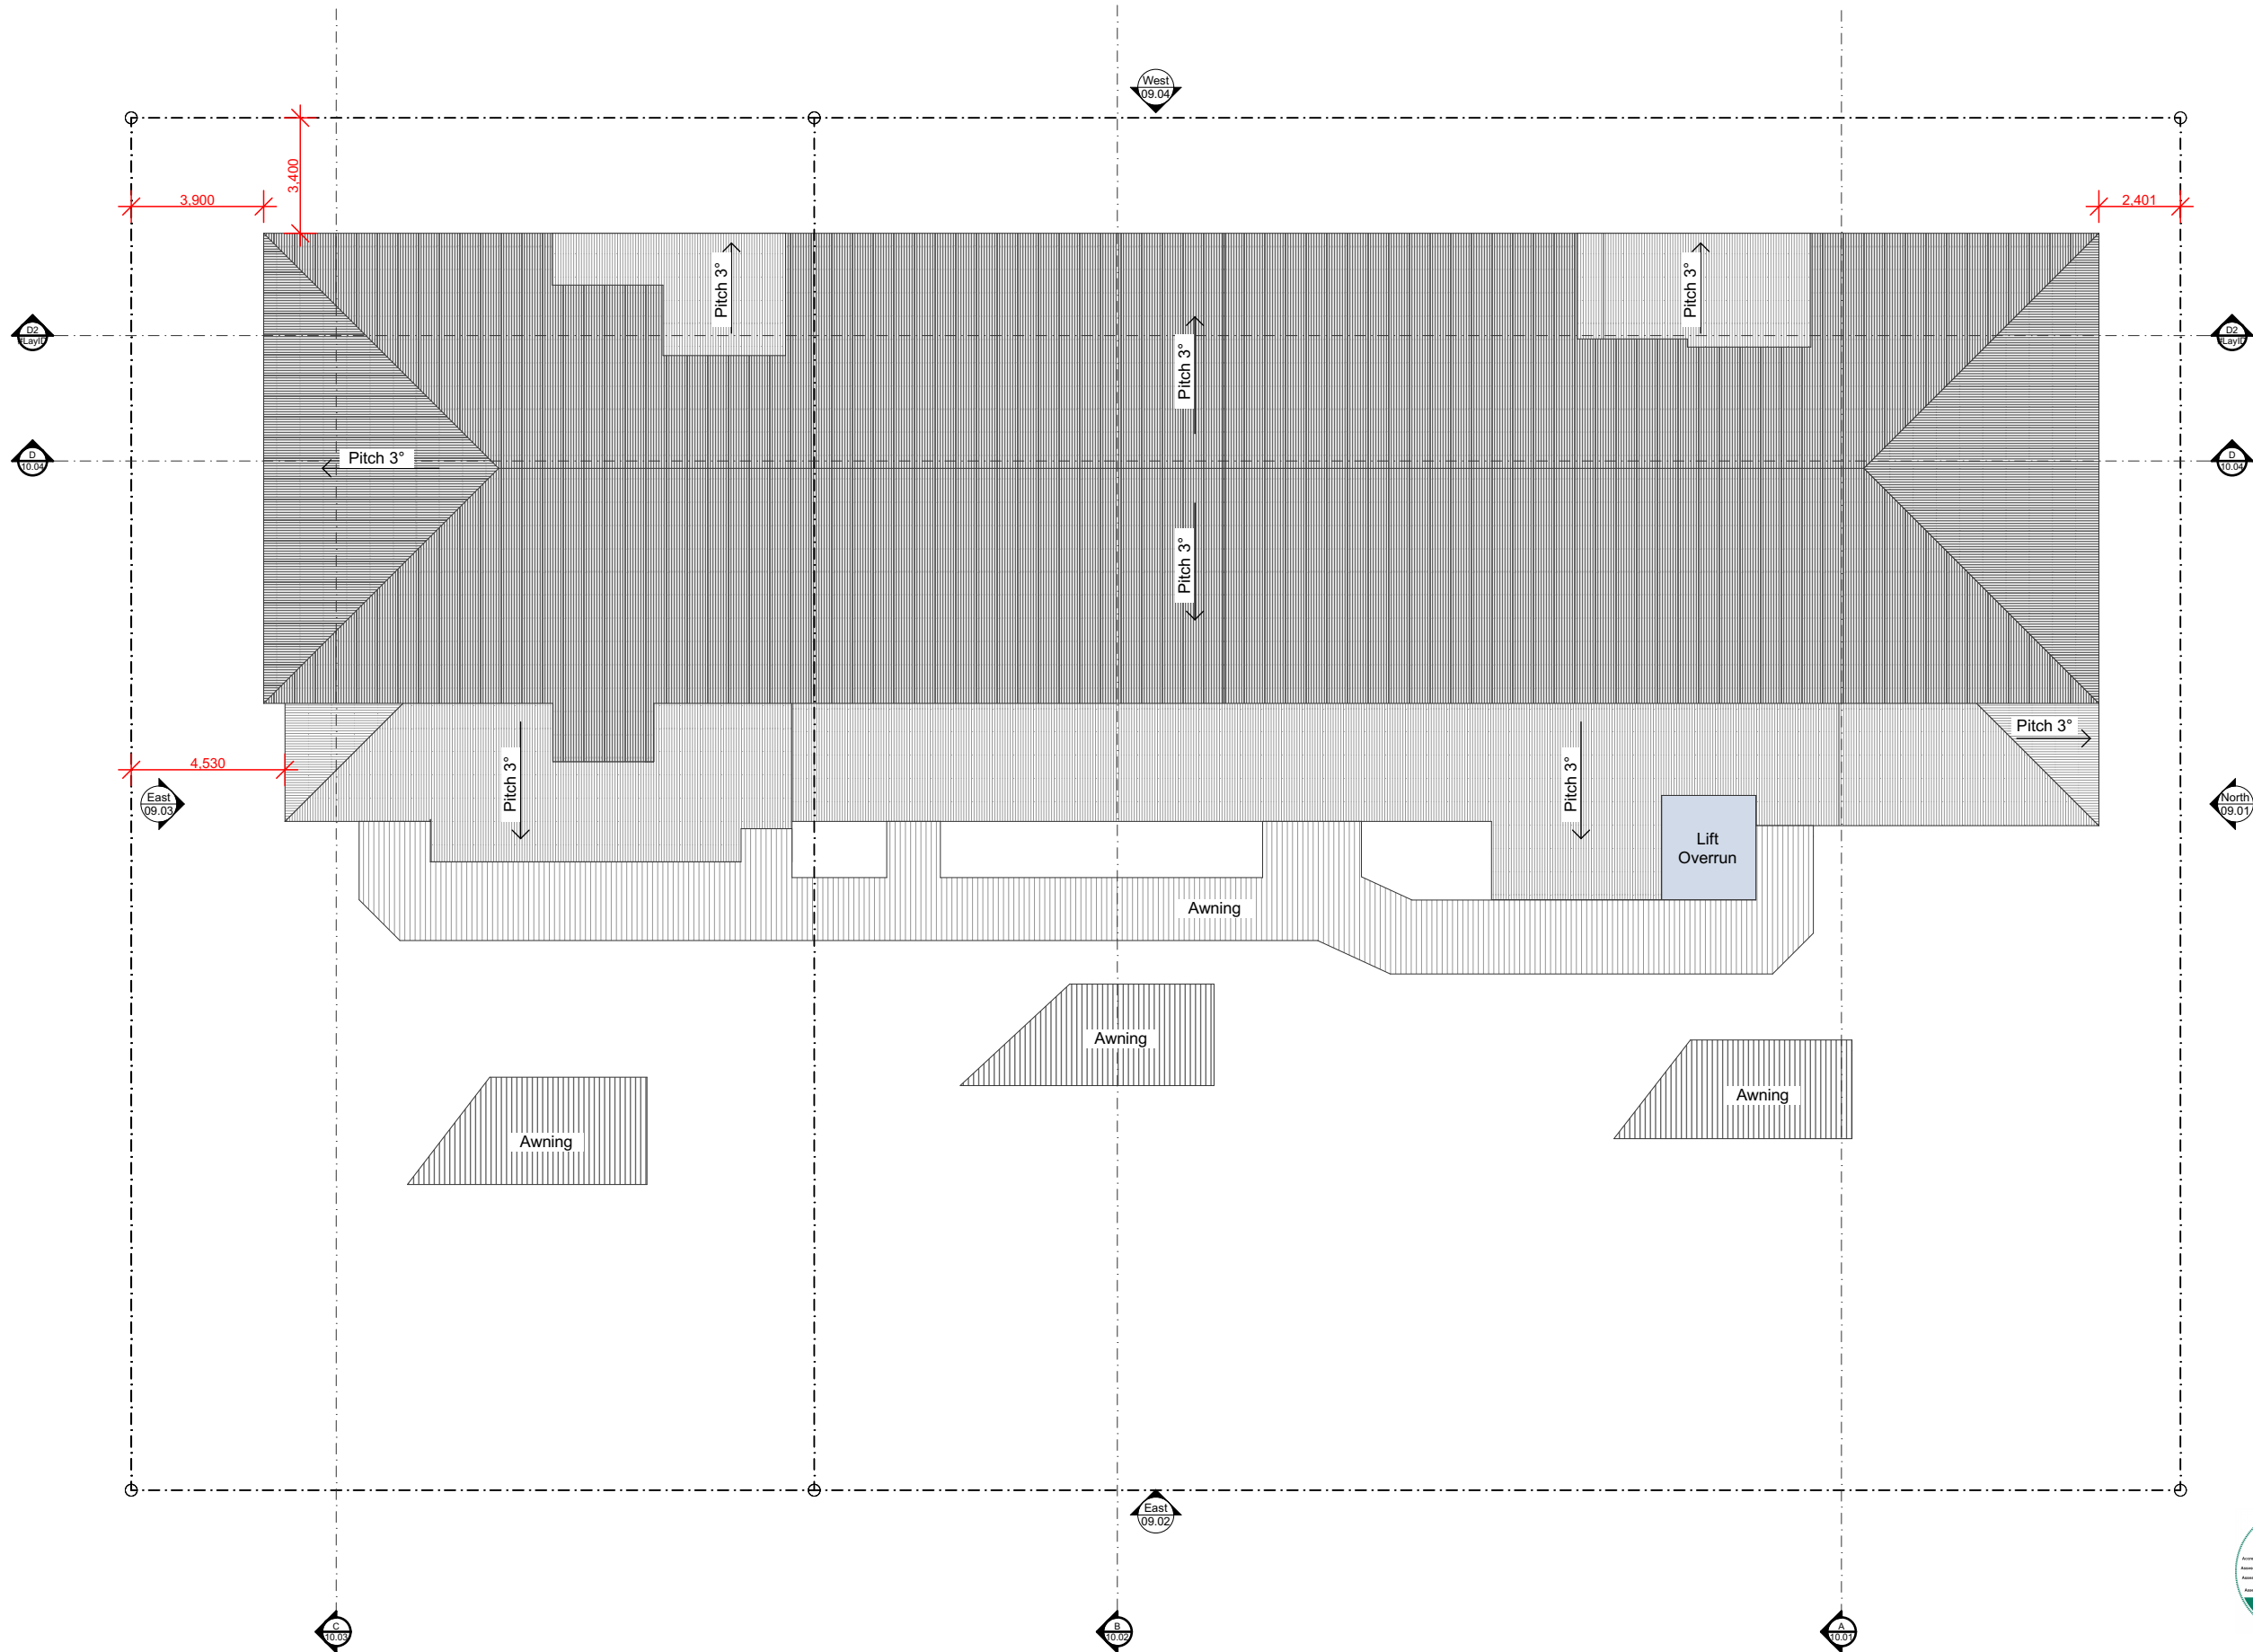 West
09.04
3,400
3,900
2,401
Pitch 3°
Pitch 3°
D2
#LayID
D2
#LayID
Pitch 3°
D
10.04
Pitch 3°
D
10.04
Pitch 3°
Pitch 3°
4,530
Pitch 3°
Pitch 3°
East
09.03
North
09.01
Lift
Overrun
Awning
Awning
Awning
Awning
East
09.02
C
10.03
B
10.02
A
10.01